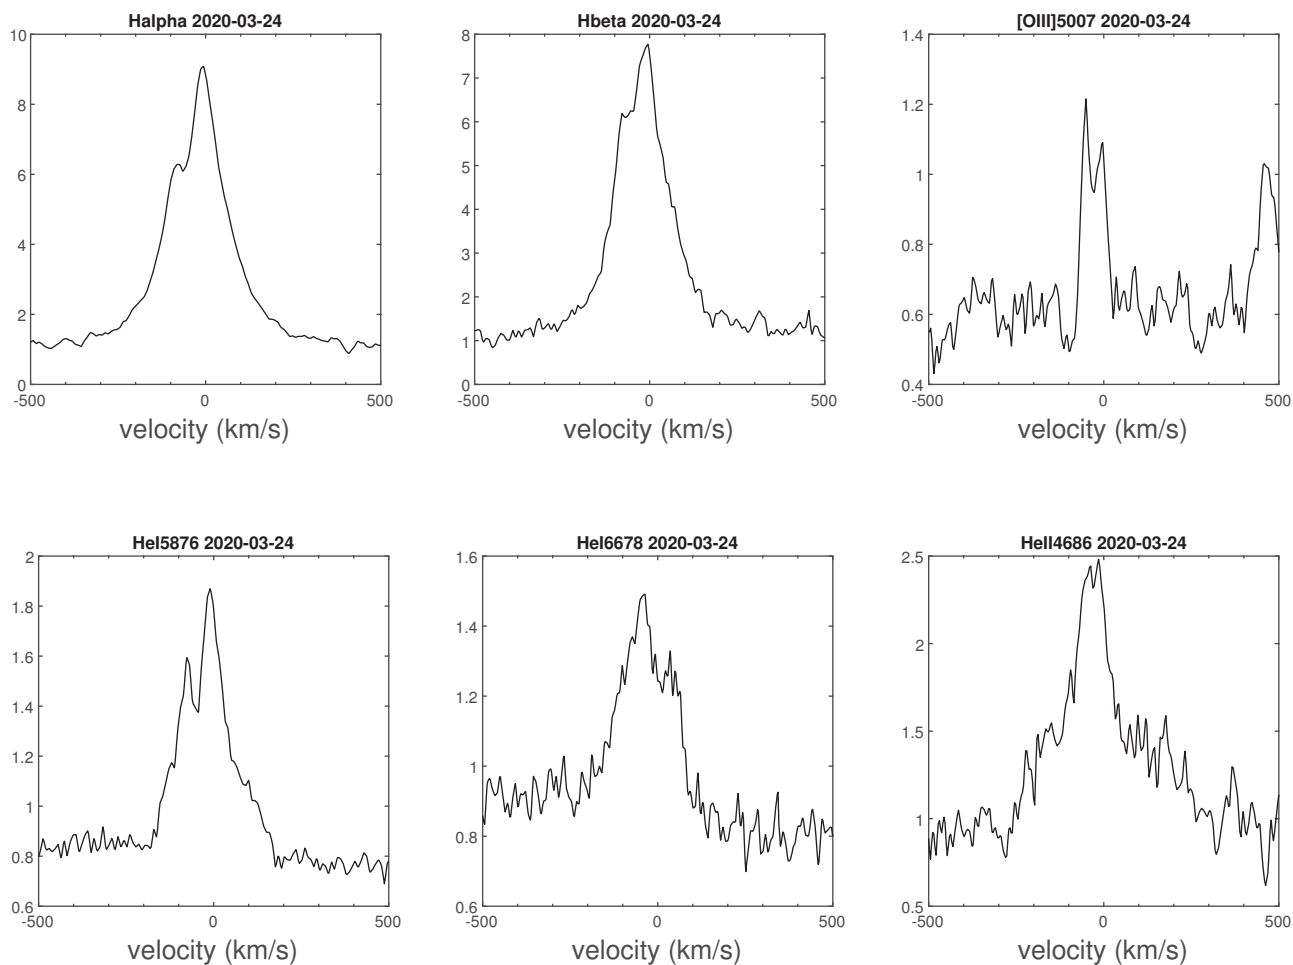 Halpha 2020-03-24
10
8
6
4
2
0
-500 0 500
velocity (km/s)
Hbeta 2020-03-24
8
7
6
5
4
3
2
1
0
-500 0 500
velocity (km/s)
[OIII]5007 2020-03-24
1.4
1.2
1
0.8
0.6
0.4
-500 0 500
velocity (km/s)
HeI5876 2020-03-24
2
1.8
1.6
1.4
1.2
1
0.8
0.6
-500 0 500
velocity (km/s)
HeI6678 2020-03-24
1.6
1.4
1.2
1
0.8
0.6
-500 0 500
velocity (km/s)
HeII4686 2020-03-24
2.5
2
1.5
1
0.5
-500 0 500
velocity (km/s)